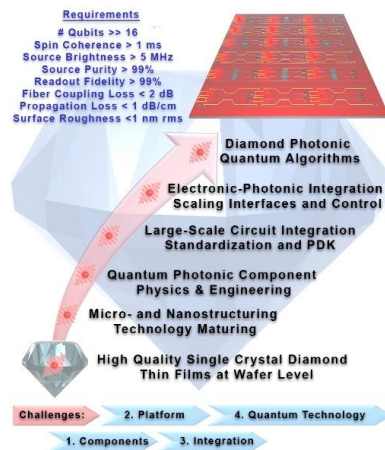 Requirements
# Qubits >> 16
Spin Coherence > 1 ms
Source Brightness > 5 MHz
Source Purity > 99%
Readout Fidelity > 99%
Fiber Coupling Loss < 2 dB
Propagation Loss < 1 dB/cm
Surface Roughness <1 nm rms
Diamond Photonic
Quantum Algorithms
Electronic-Photonic Integration
Scaling Interfaces and Control
Large-Scale Circuit Integration
Standardization and PDK
Quantum Photonic Component
Physics & Engineering
Micro- and Nanostructuring
Technology Maturing
High Quality Single Crystal Diamond
Thin Films at Wafer Level
Challenges:
2. Platform
4. Quantum Technology
1. Components
3. Integration